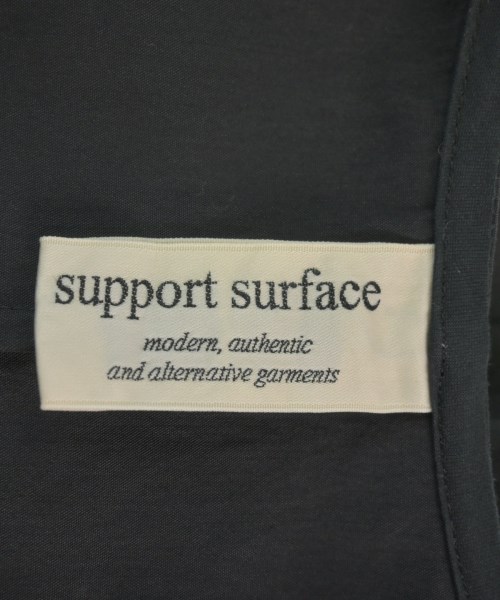 support surface
modern, authentic
and alternative garments